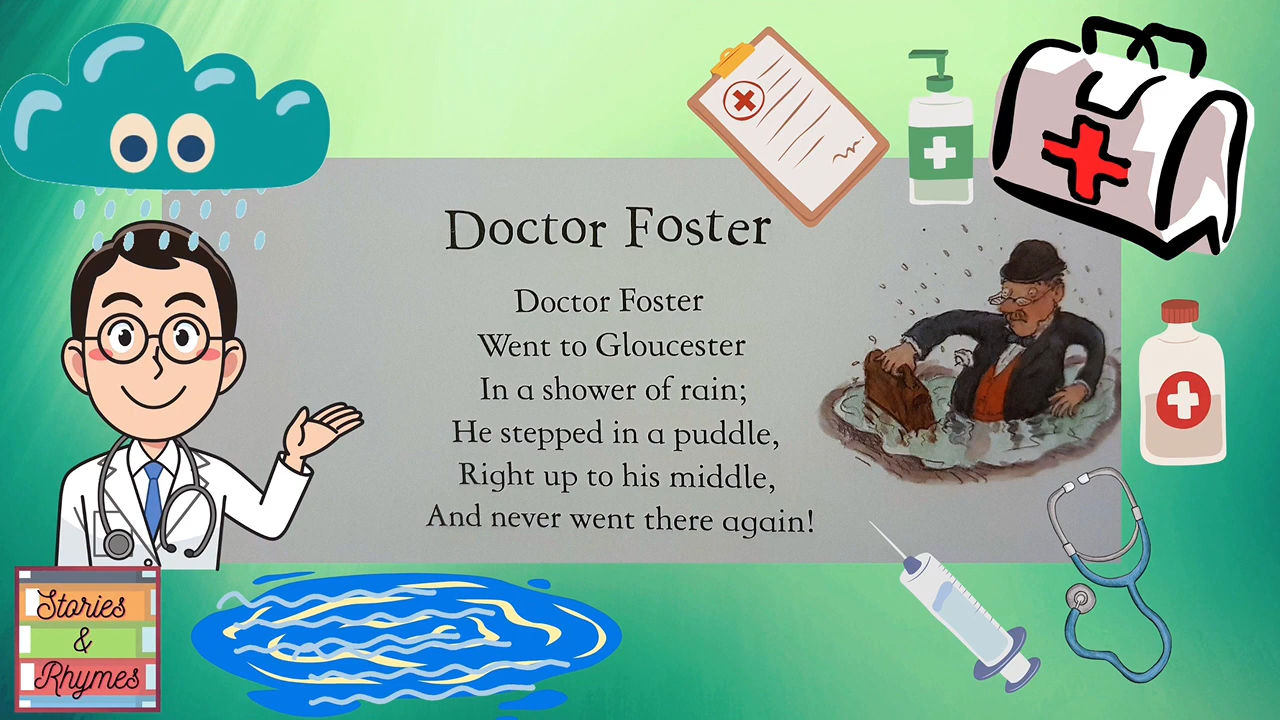 Doctor Foster
Doctor Foster
Went to Gloucester
In a shower of rain;
He stepped in a puddle,
Right up to his middle,
And never went there again!
Stories
&
Rhymes